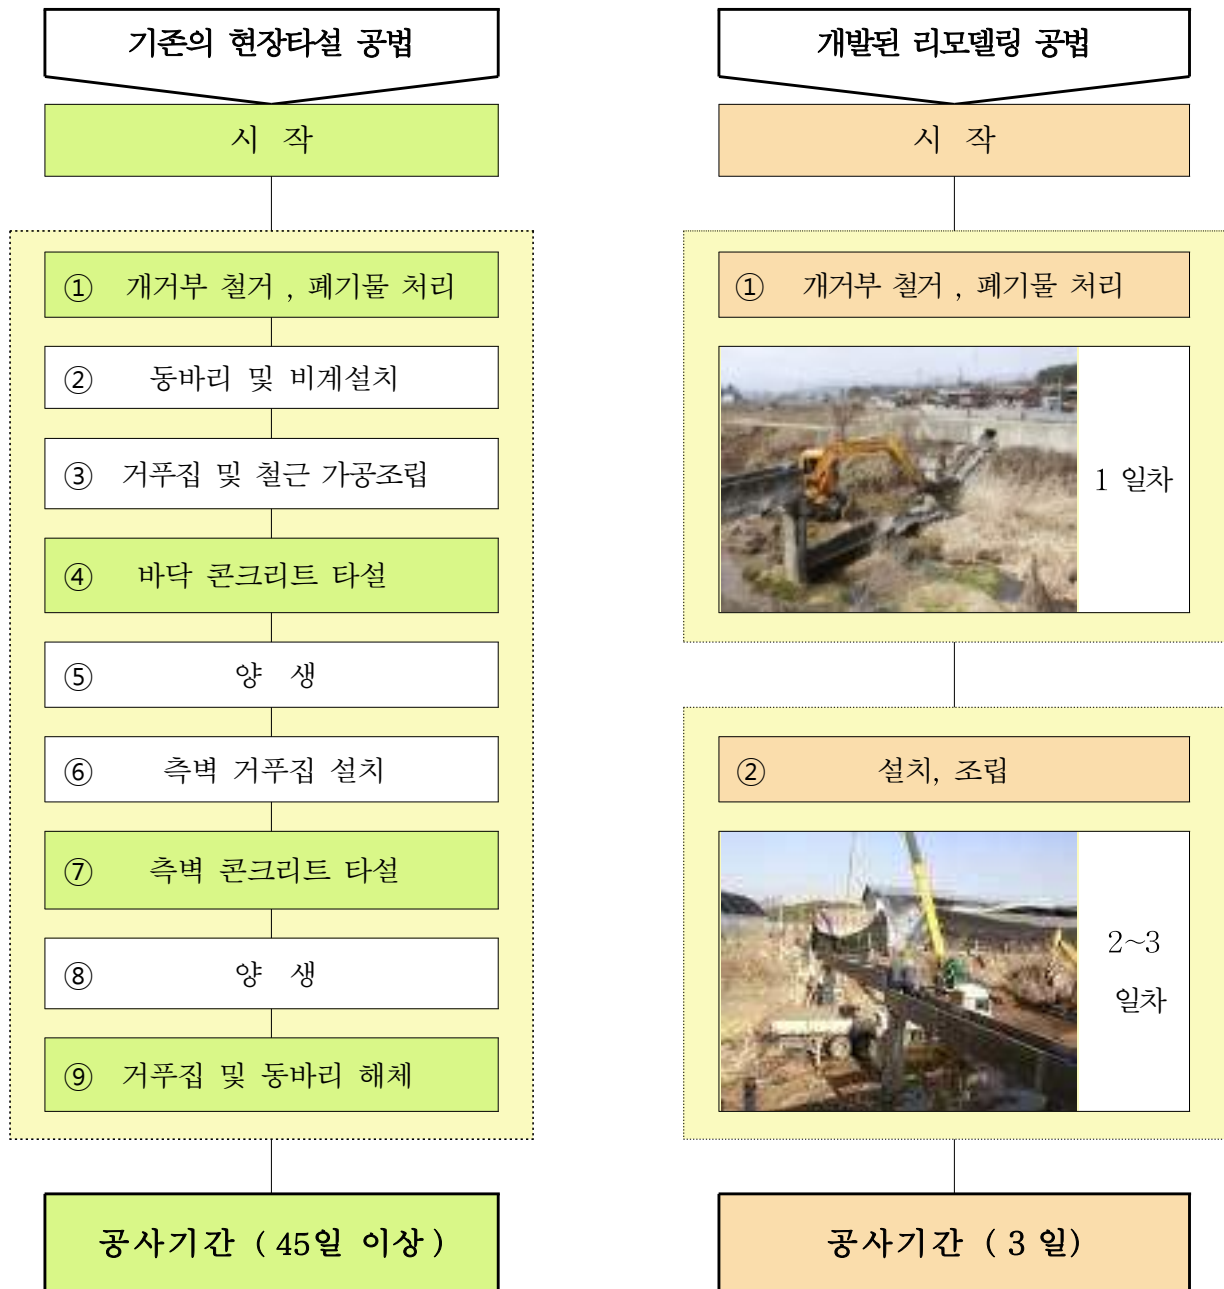 기존의 현장타설 공법
시 작
① 개거부 철거 , 폐기물 처리
② 동바리 및 비계설치
③ 거푸집 및 철근 가공조립
④ 바닥 콘크리트 타설
⑤ 양 생
⑥ 측벽 거푸집 설치
⑦ 측벽 콘크리트 타설
⑧ 양 생
⑨ 거푸집 및 동바리 해체
공사기간 ( 45일 이상 )
개발된 리모델링 공법
시 작
① 개거부 철거 , 폐기물 처리
1 일차
② 설치, 조립
2~3
일차
공사기간 ( 3 일)